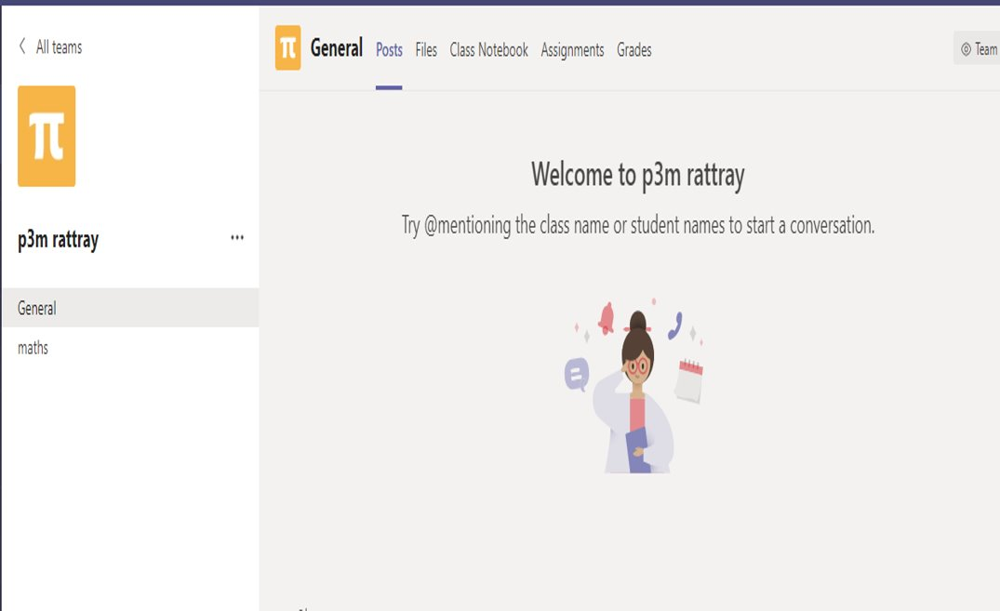 All teams
π
p3m rattray
...
General
maths
π General Posts Files Class Notebook Assignments Grades
Team
Welcome to p3m rattray
Try @mentioning the class name or student names to start a conversation.